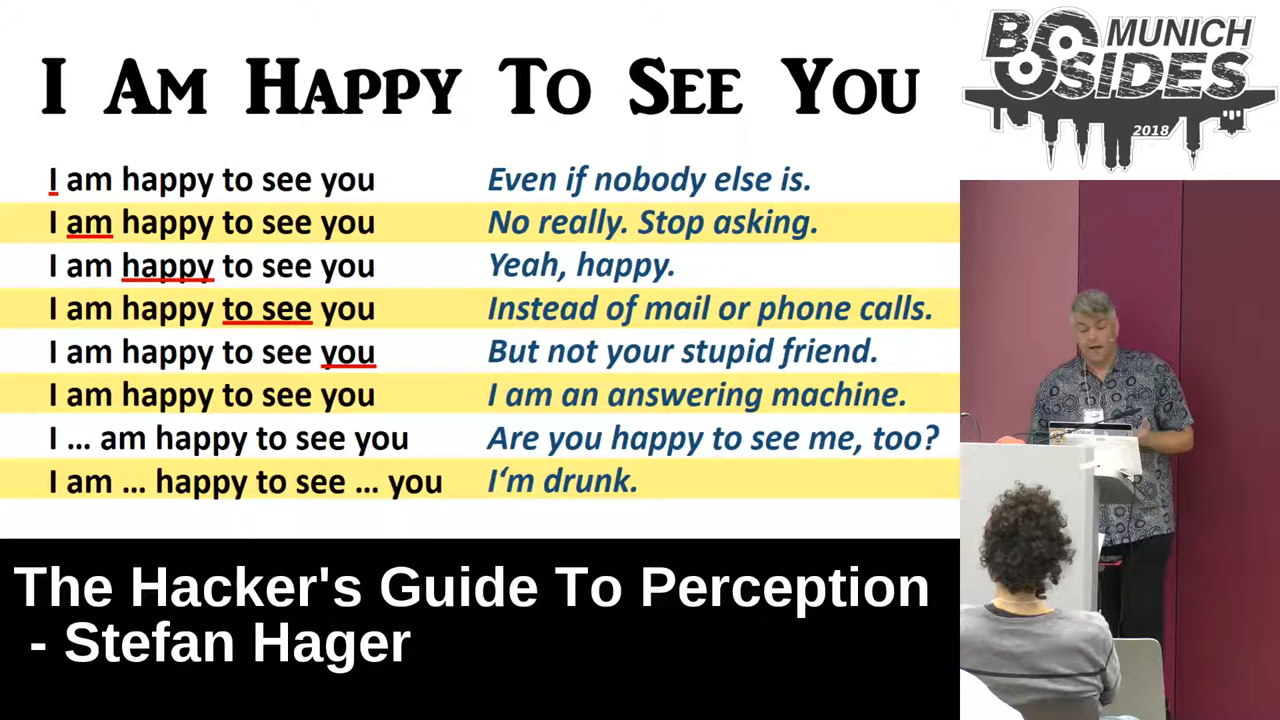 I Am Happy To See You
I am happy to see you Even if nobody else is.
I am happy to see you No really. Stop asking.
I am happy to see you Yeah, happy.
I am happy to see you Instead of mail or phone calls.
I am happy to see you But not your stupid friend.
I am happy to see you I am an answering machine.
I ... am happy to see you Are you happy to see me, too?
I am ... happy to see ... you I‘m drunk.
The Hacker's Guide To Perception
- Stefan Hager
BSIDES MUNICH
2018